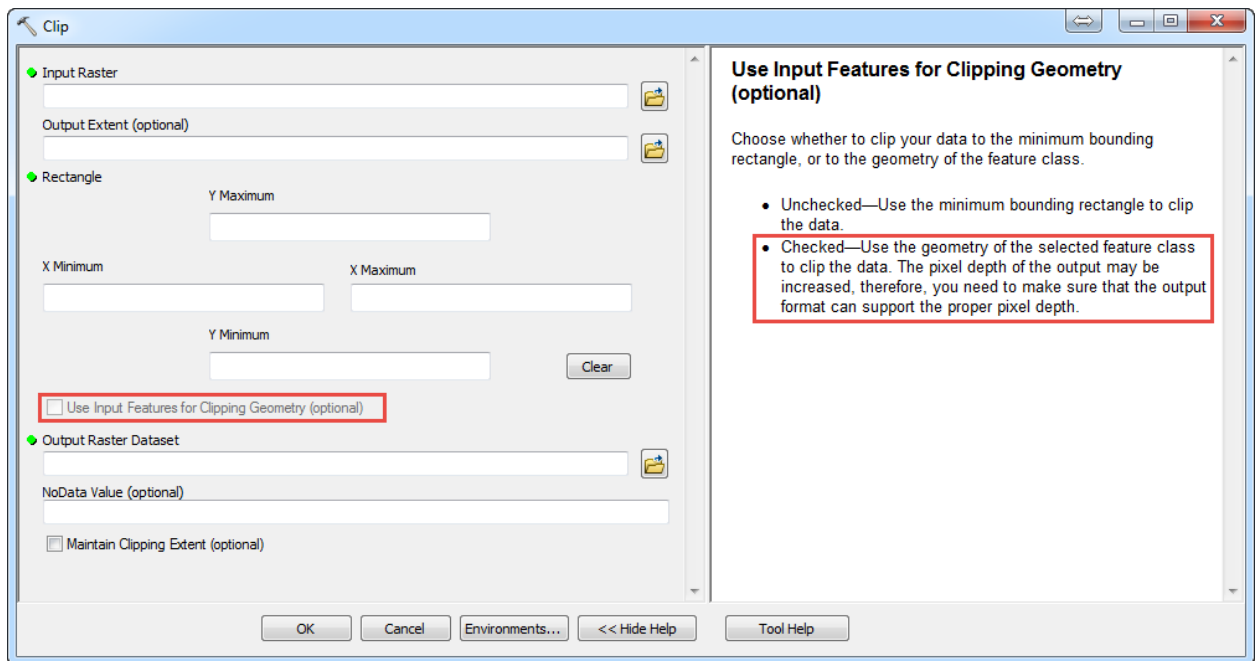 Clip
Input Raster
Output Extent (optional)
Rectangle
Y Maximum
X Minimum
X Maximum
Y Minimum
Clear
Use Input Features for Clipping Geometry (optional)
Output Raster Dataset
NoData Value (optional)
Maintain Clipping Extent (optional)
Use Input Features for Clipping Geometry
(optional)
Choose whether to clip your data to the minimum bounding
rectangle, or to the geometry of the feature class.
• Unchecked—Use the minimum bounding rectangle to clip
the data.
• Checked—Use the geometry of the selected feature class
to clip the data. The pixel depth of the output may be
increased, therefore, you need to make sure that the output
format can support the proper pixel depth.
OK
Cancel
Environments...
<< Hide Help
Tool Help